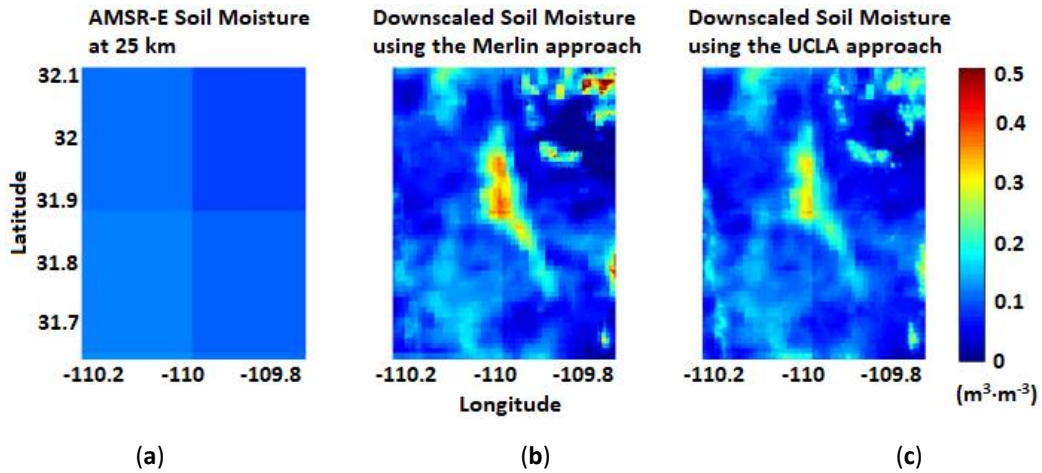 AMSR-E Soil Moisture
at 25 km
Downscaled Soil Moisture
using the Merlin approach
Downscaled Soil Moisture
using the UCLA approach
Latitude
32.1
32
31.9
31.8
31.7
-110.2 -110 -109.8
-110.2 -110 -109.8
-110.2 -110 -109.8
Longitude
0.5
0.4
0.3
0.2
0.1
0
(m³·m⁻³)
(a)
(b)
(c)